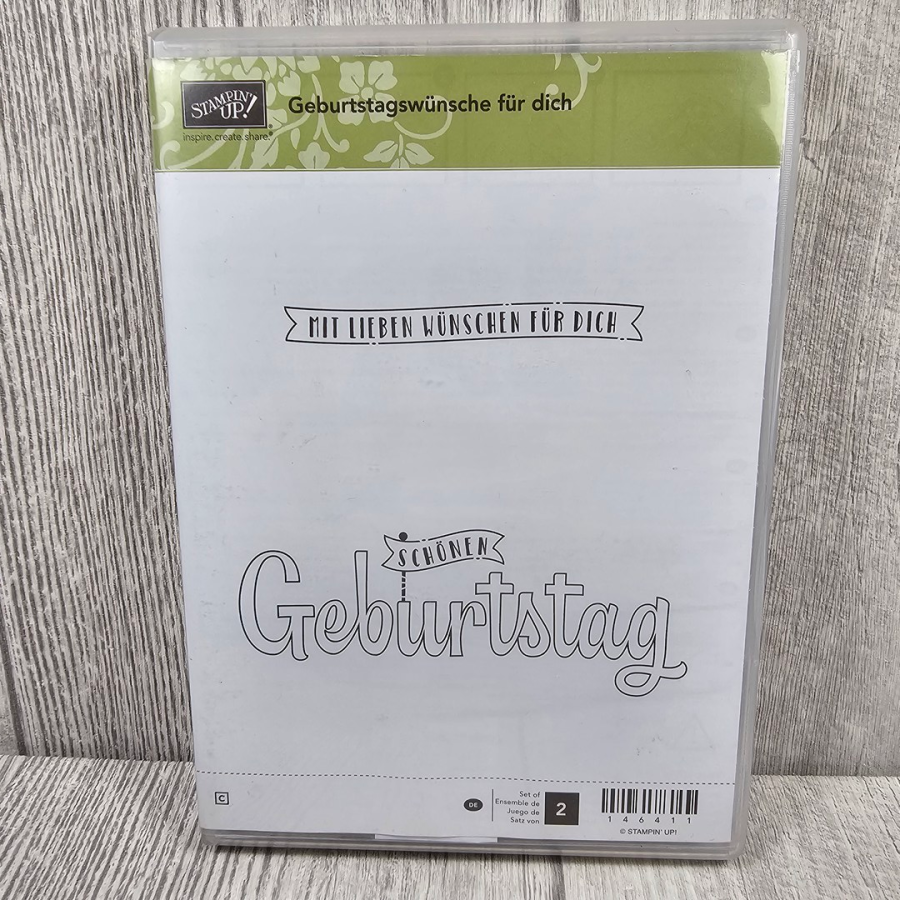 STAMPIN' UP!
inspire. create. share.
Geburtstagswünsche für dich
MIT LIEBEN WÜNSCHEN FÜR DICH
SCHÖNEN
Geburtstag
C
DE
Set of
Ensemble de
Juego de
Satz von
2
146411
© STAMPIN' UP!